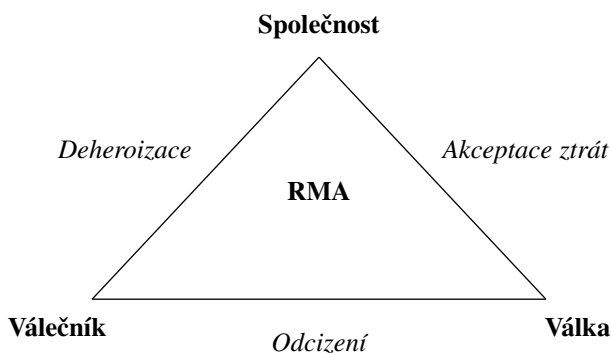 Společnost
Deheroizace
Akceptace ztrát
RMA
Válečník
Válka
Odcizení